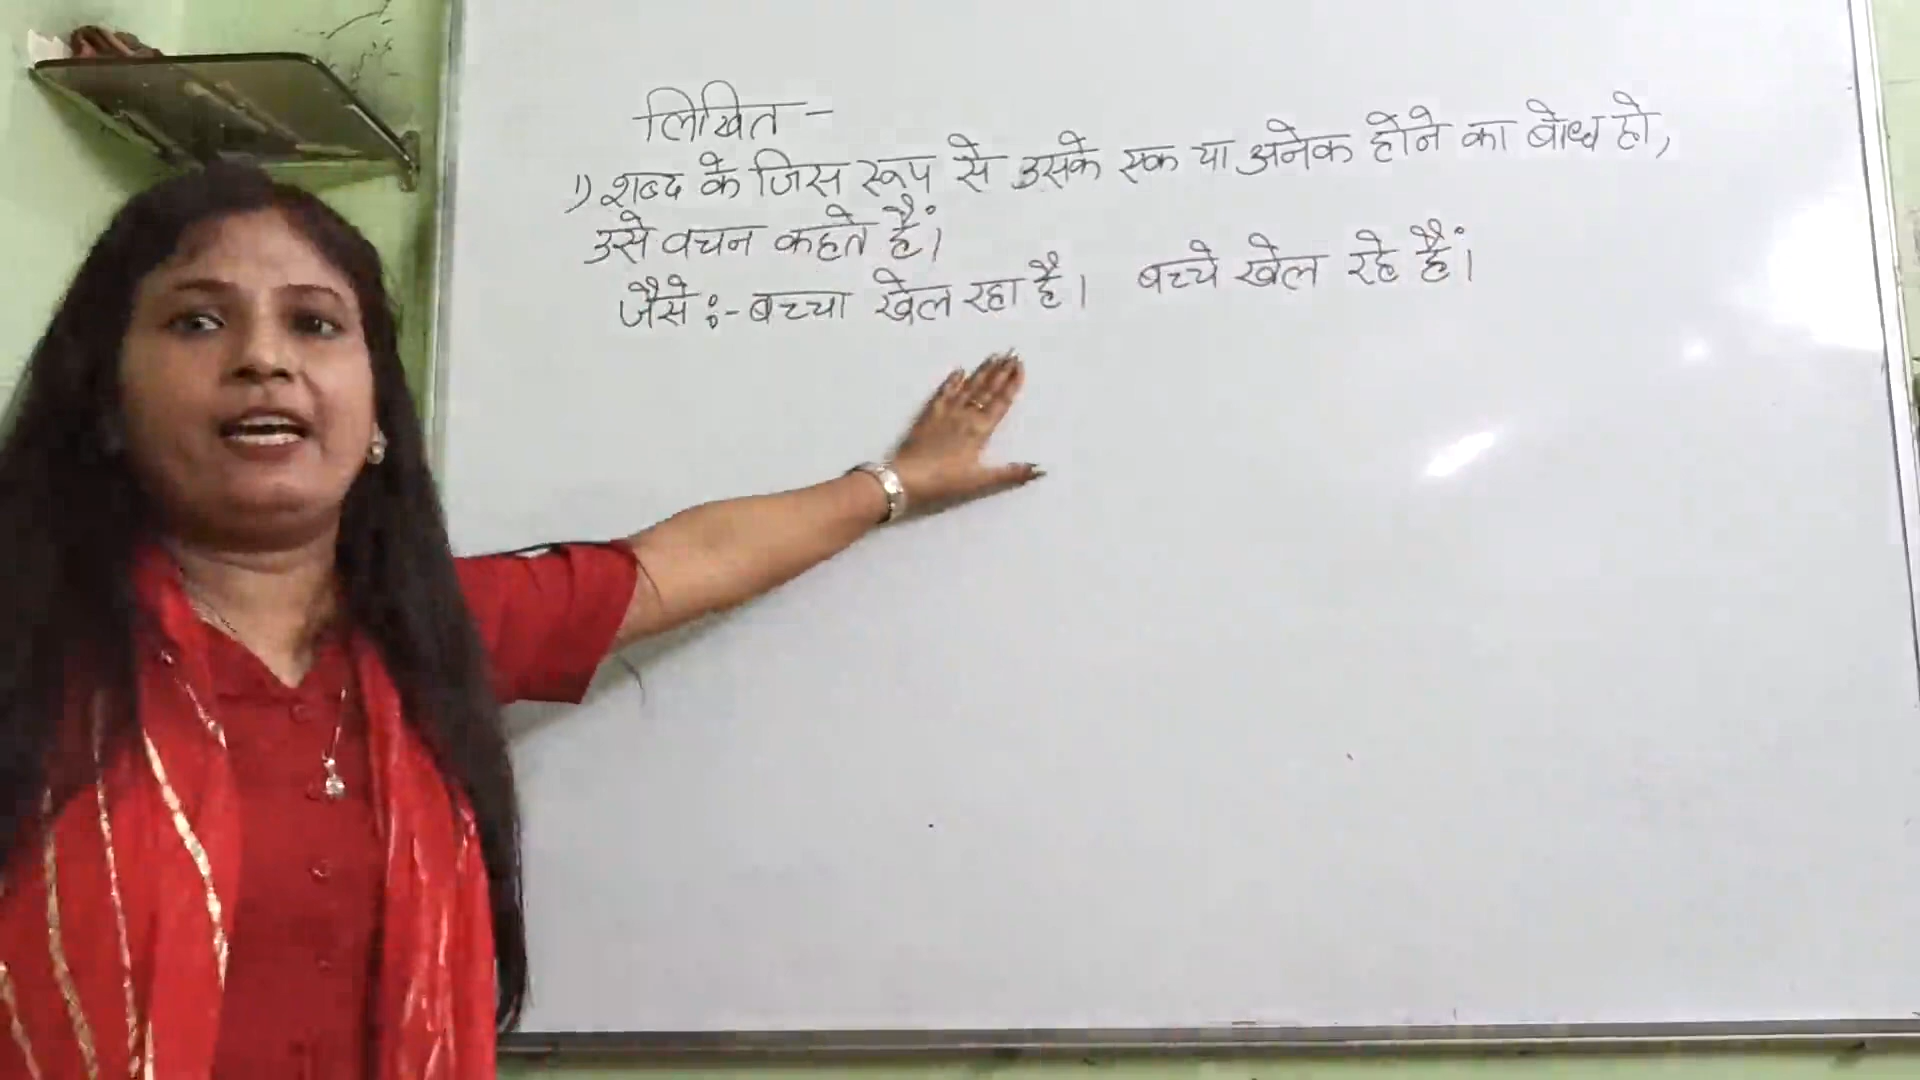 लिखित -
1) शब्द के जिस रूप से उसके एक या अनेक होने का बोध हो,
उसे वचन कहते हैं।
जैसे :- बच्चा खेल रहा है। बच्चे खेल रहे हैं।